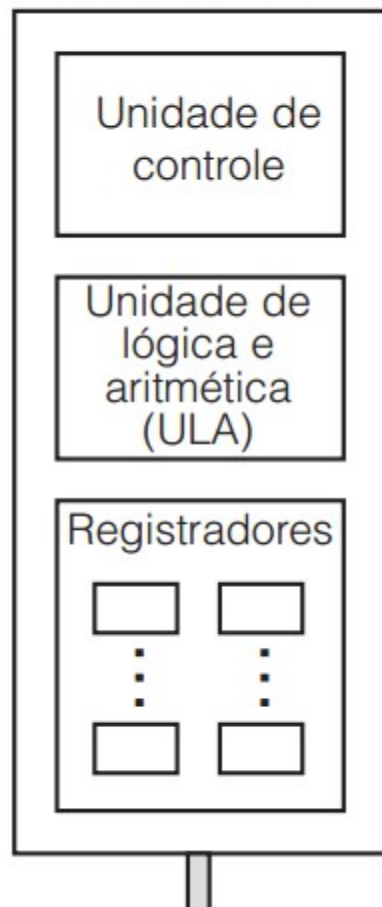 Unidade de
controle
Unidade de
lógica e
aritmética
(ULA)
Registradores